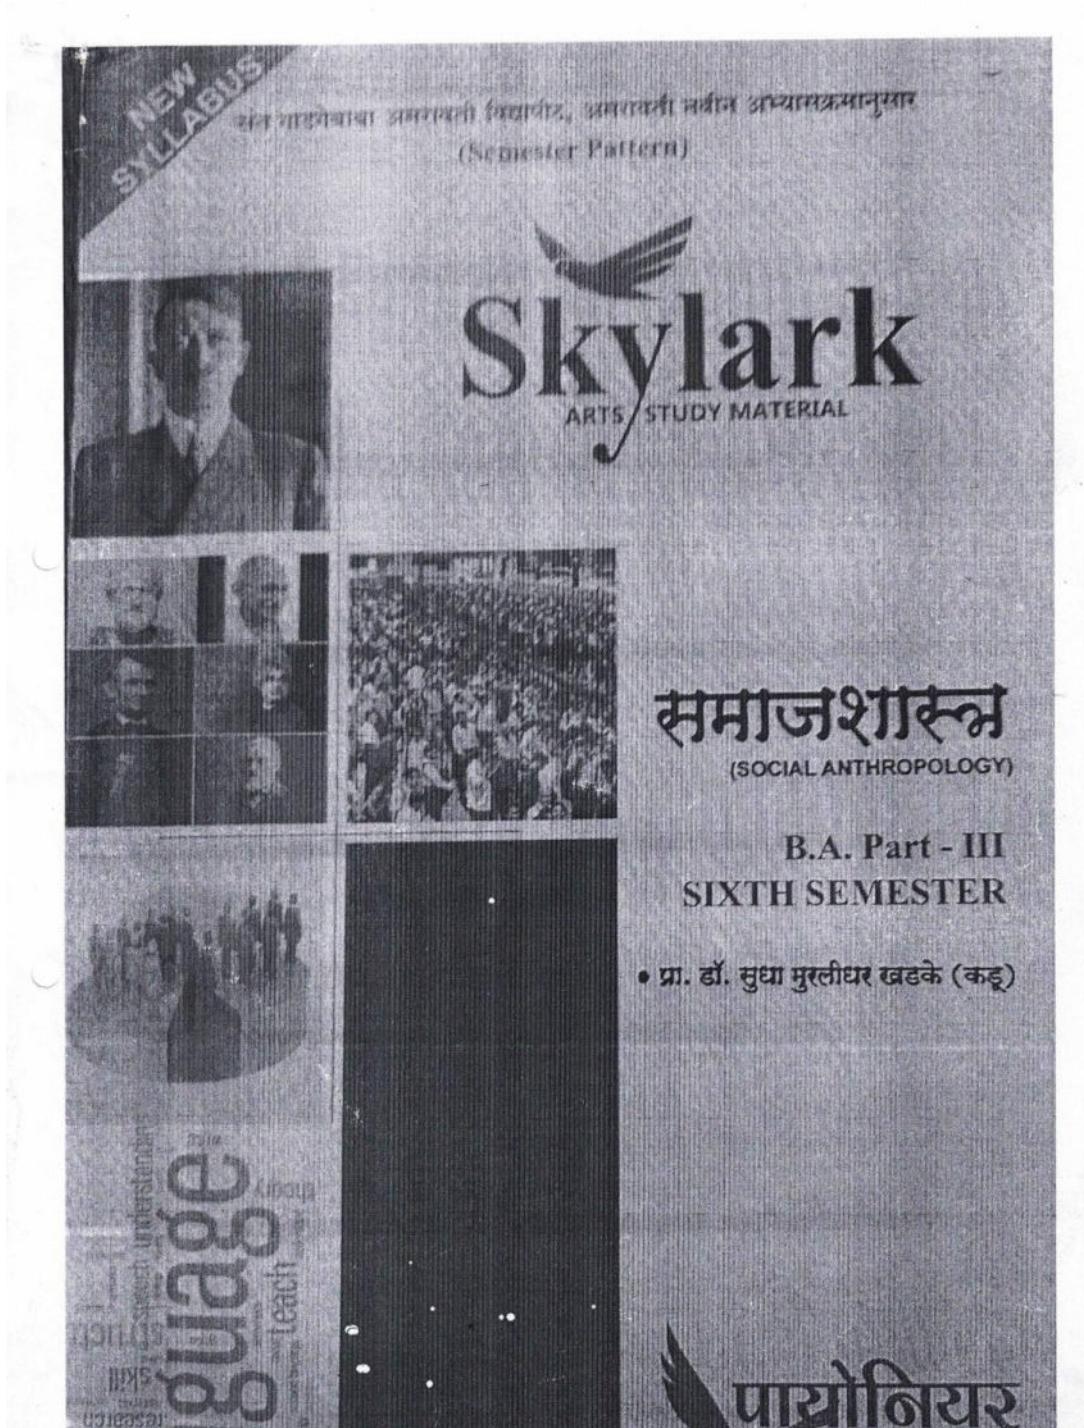 NEW
SYLLABUS
संत गाडगेबाबा अमरावती विद्यापीठ, अमरावती नवीन अभ्यासक्रमानुसार
(Semester Pattern)
Skylark
ARTS STUDY MATERIAL
समाजशास्त्र
(SOCIAL ANTHROPOLOGY)
B.A. Part - III
SIXTH SEMESTER
• प्रा. डॉ. सुधा मुरलीधर खडके (कडू)
speech understanding
guage
theory
teach
skill
research
पायोनियर